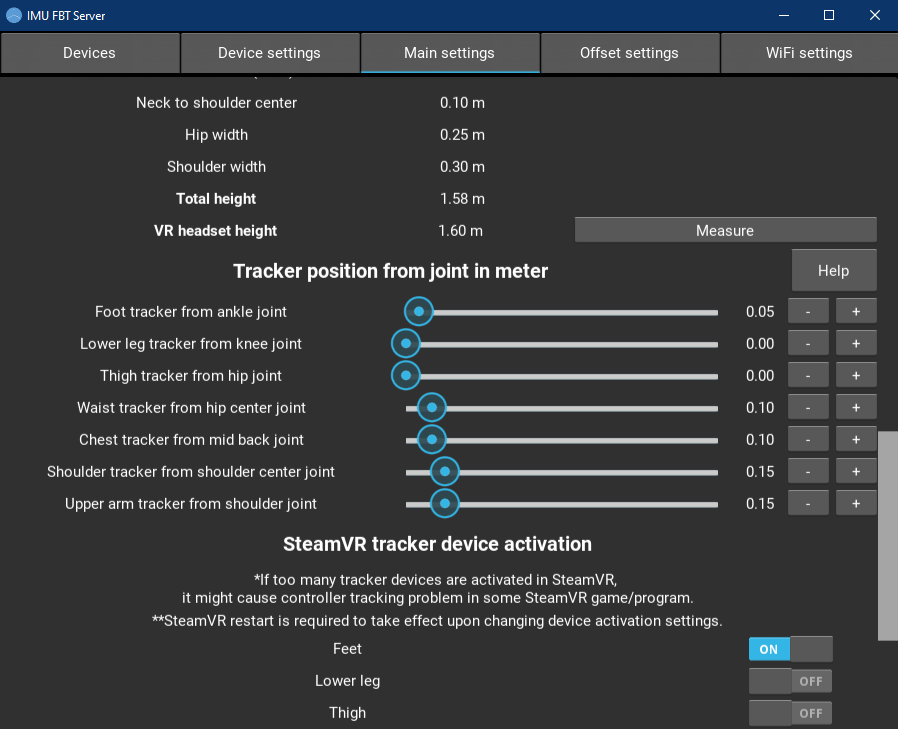 IMU FBT Server
Devices Device settings Main settings Offset settings WiFi settings
Neck to shoulder center 0.10 m
Hip width 0.25 m
Shoulder width 0.30 m
Total height 1.58 m
VR headset height 1.60 m Measure
Tracker position from joint in meter Help
Foot tracker from ankle joint 0.05 - +
Lower leg tracker from knee joint 0.00 - +
Thigh tracker from hip joint 0.00 - +
Waist tracker from hip center joint 0.10 - +
Chest tracker from mid back joint 0.10 - +
Shoulder tracker from shoulder center joint 0.15 - +
Upper arm tracker from shoulder joint 0.15 - +
SteamVR tracker device activation
*If too many tracker devices are activated in SteamVR,
it might cause controller tracking problem in some SteamVR game/program.
**SteamVR restart is required to take effect upon changing device activation settings.
Feet ON
Lower leg OFF
Thigh OFF